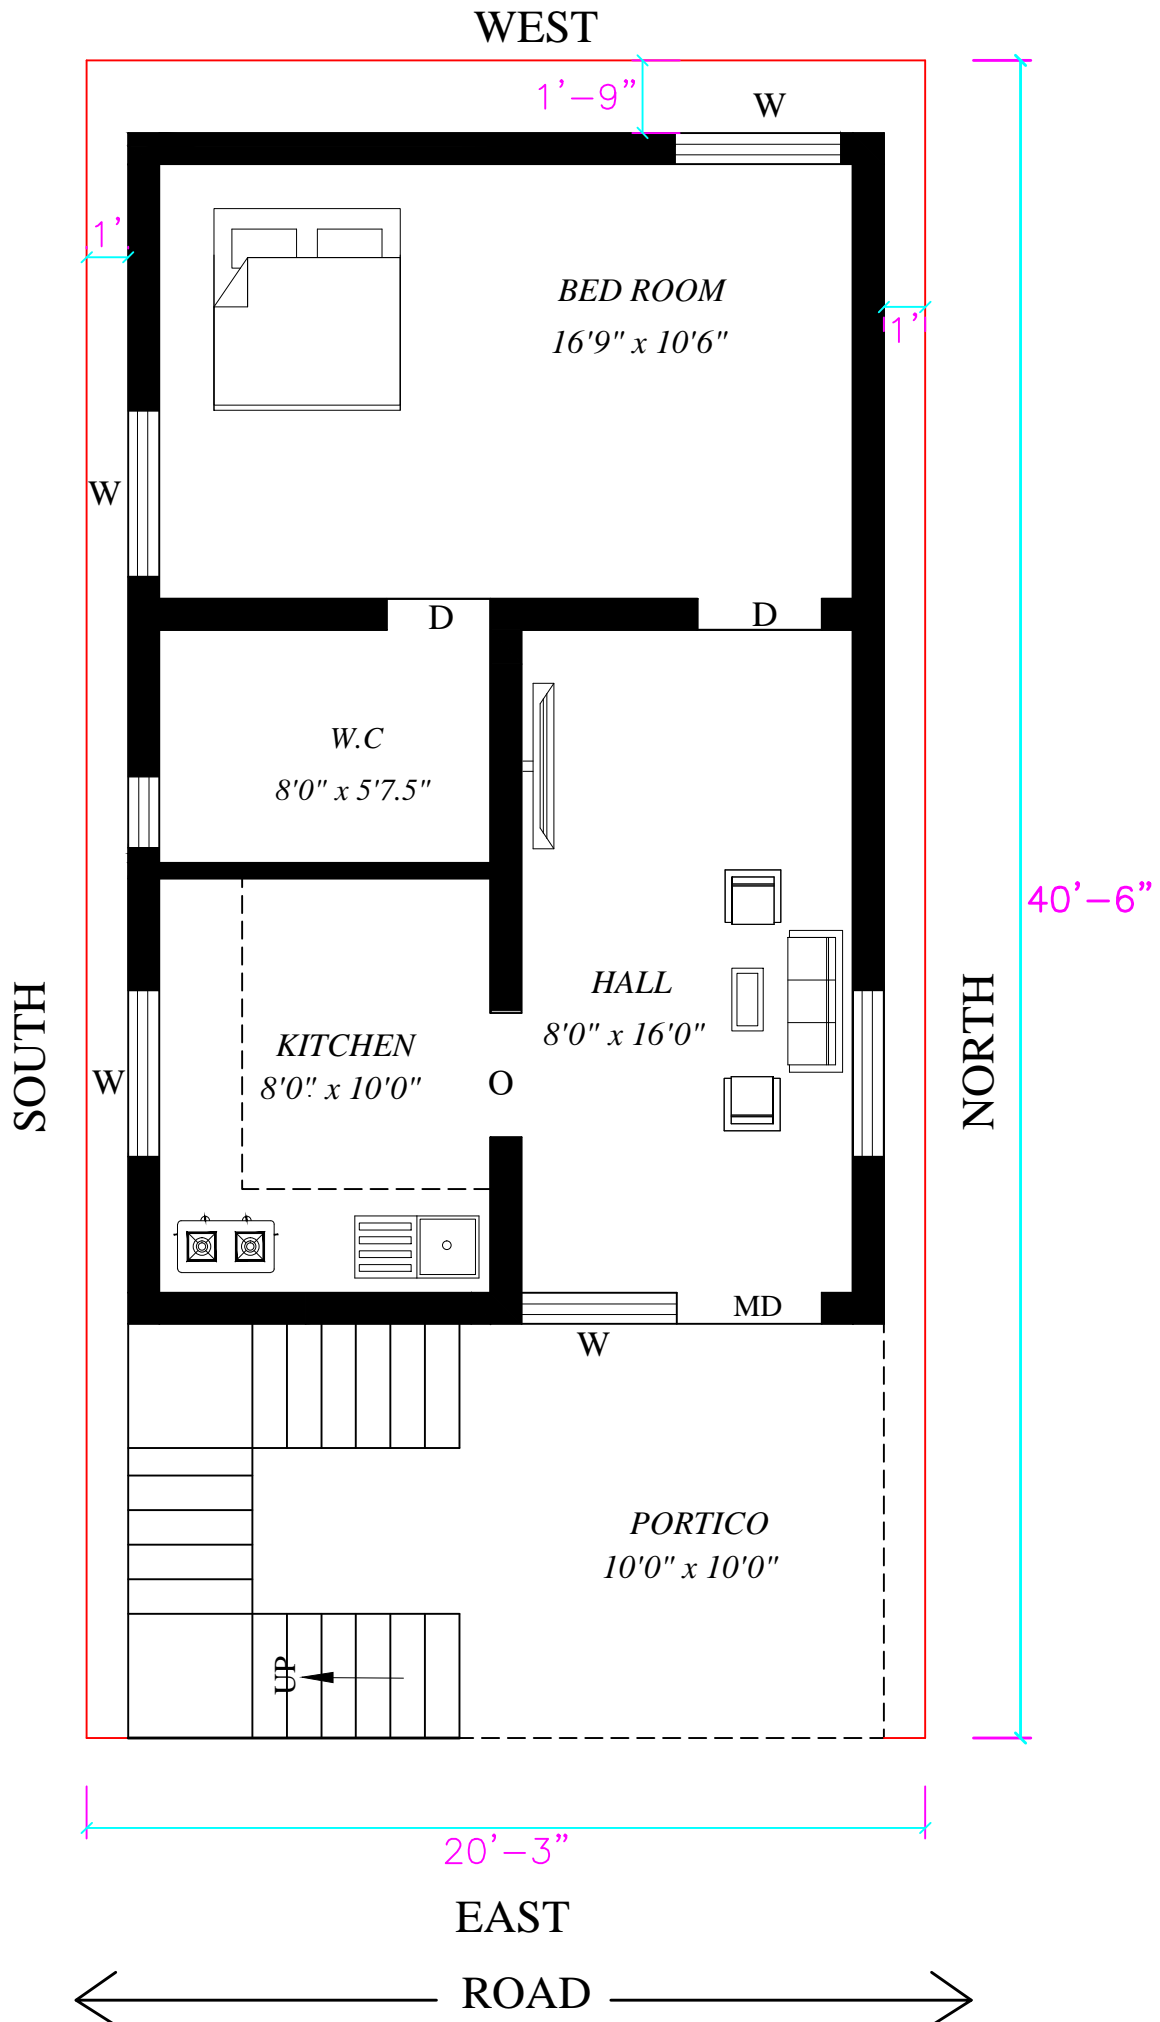 WEST
1'-9"
W
1'
BED ROOM
16'9" x 10'6"
1'
W
D
D
W.C
8'0" x 5'7.5"
40'-6"
HALL
8'0" x 16'0"
SOUTH
NORTH
KITCHEN
8'0" x 10'0"
W
O
MD
W
PORTICO
10'0" x 10'0"
UP
20'-3"
EAST
ROAD